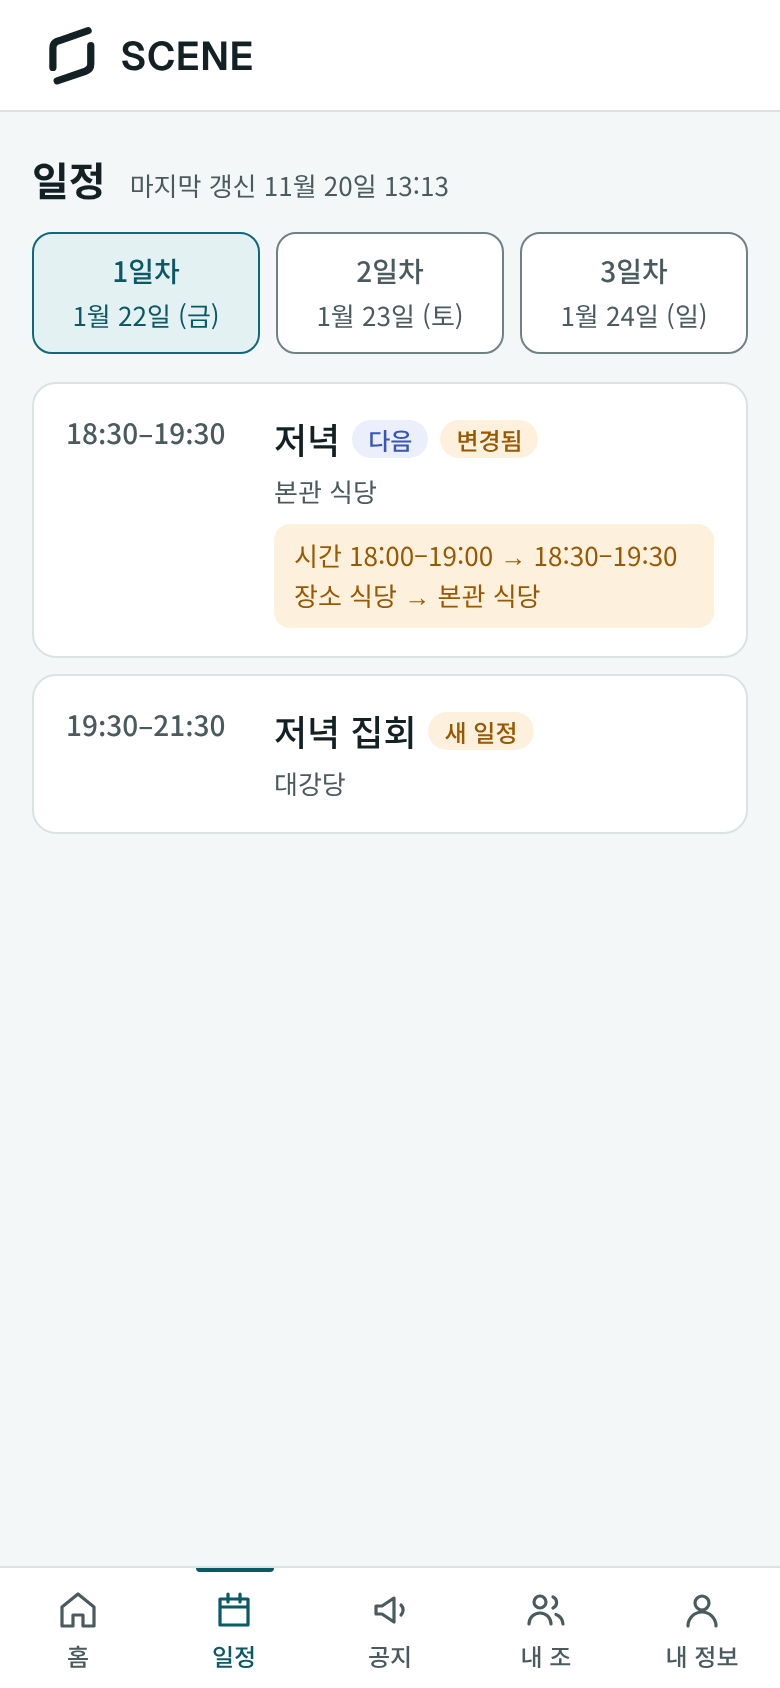 SCENE
일정 마지막 갱신 11월 20일 13:13
1일차
1월 22일 (금)
2일차
1월 23일 (토)
3일차
1월 24일 (일)
18:30–19:30
저녁 다음 변경됨
본관 식당
시간 18:00–19:00 → 18:30–19:30
장소 식당 → 본관 식당
19:30–21:30
저녁 집회 새 일정
대강당
홈
일정
공지
내 조
내 정보